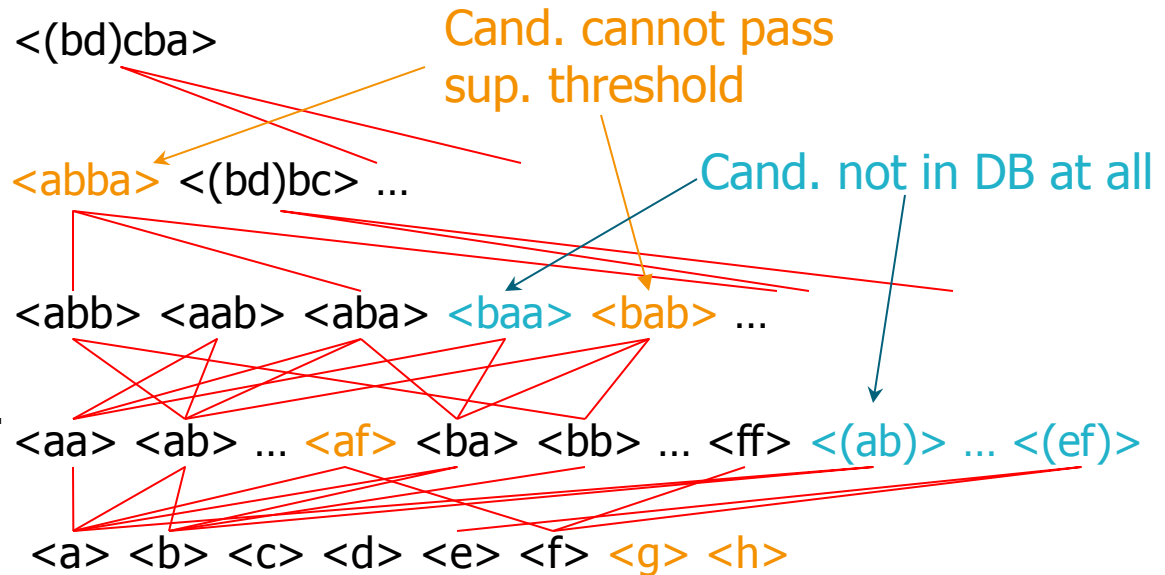 <(bd)cba>
Cand. cannot pass
sup. threshold
<abba> <(bd)bc> ...
Cand. not in DB at all
<abb> <aab> <aba> <baa> <bab> ...
<aa> <ab> ... <af> <ba> <bb> ... <ff> <(ab)> ... <(ef)>
<a> <b> <c> <d> <e> <f> <g> <h>